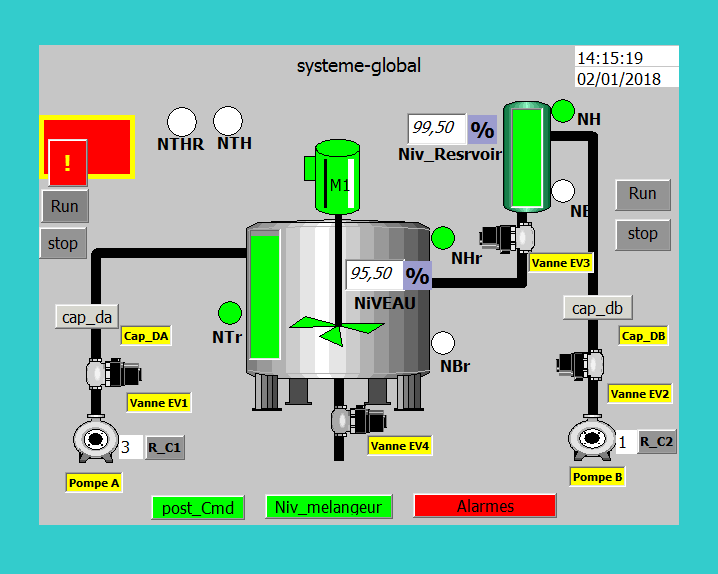 systeme-global
14:15:19
02/01/2018
!
Run
stop
NTHR
NTH
M1
99,50 %
Niv_Resrvoir
NH
Run
stop
NHr
Vanne EV3
95,50 %
NiVEAU
NTr
NBr
cap_da
Cap_DA
cap_db
Cap_DB
Vanne EV1
Vanne EV2
Vanne EV4
3
R_C1
1
R_C2
Pompe A
Pompe B
post_Cmd
Niv_melangeur
Alarmes